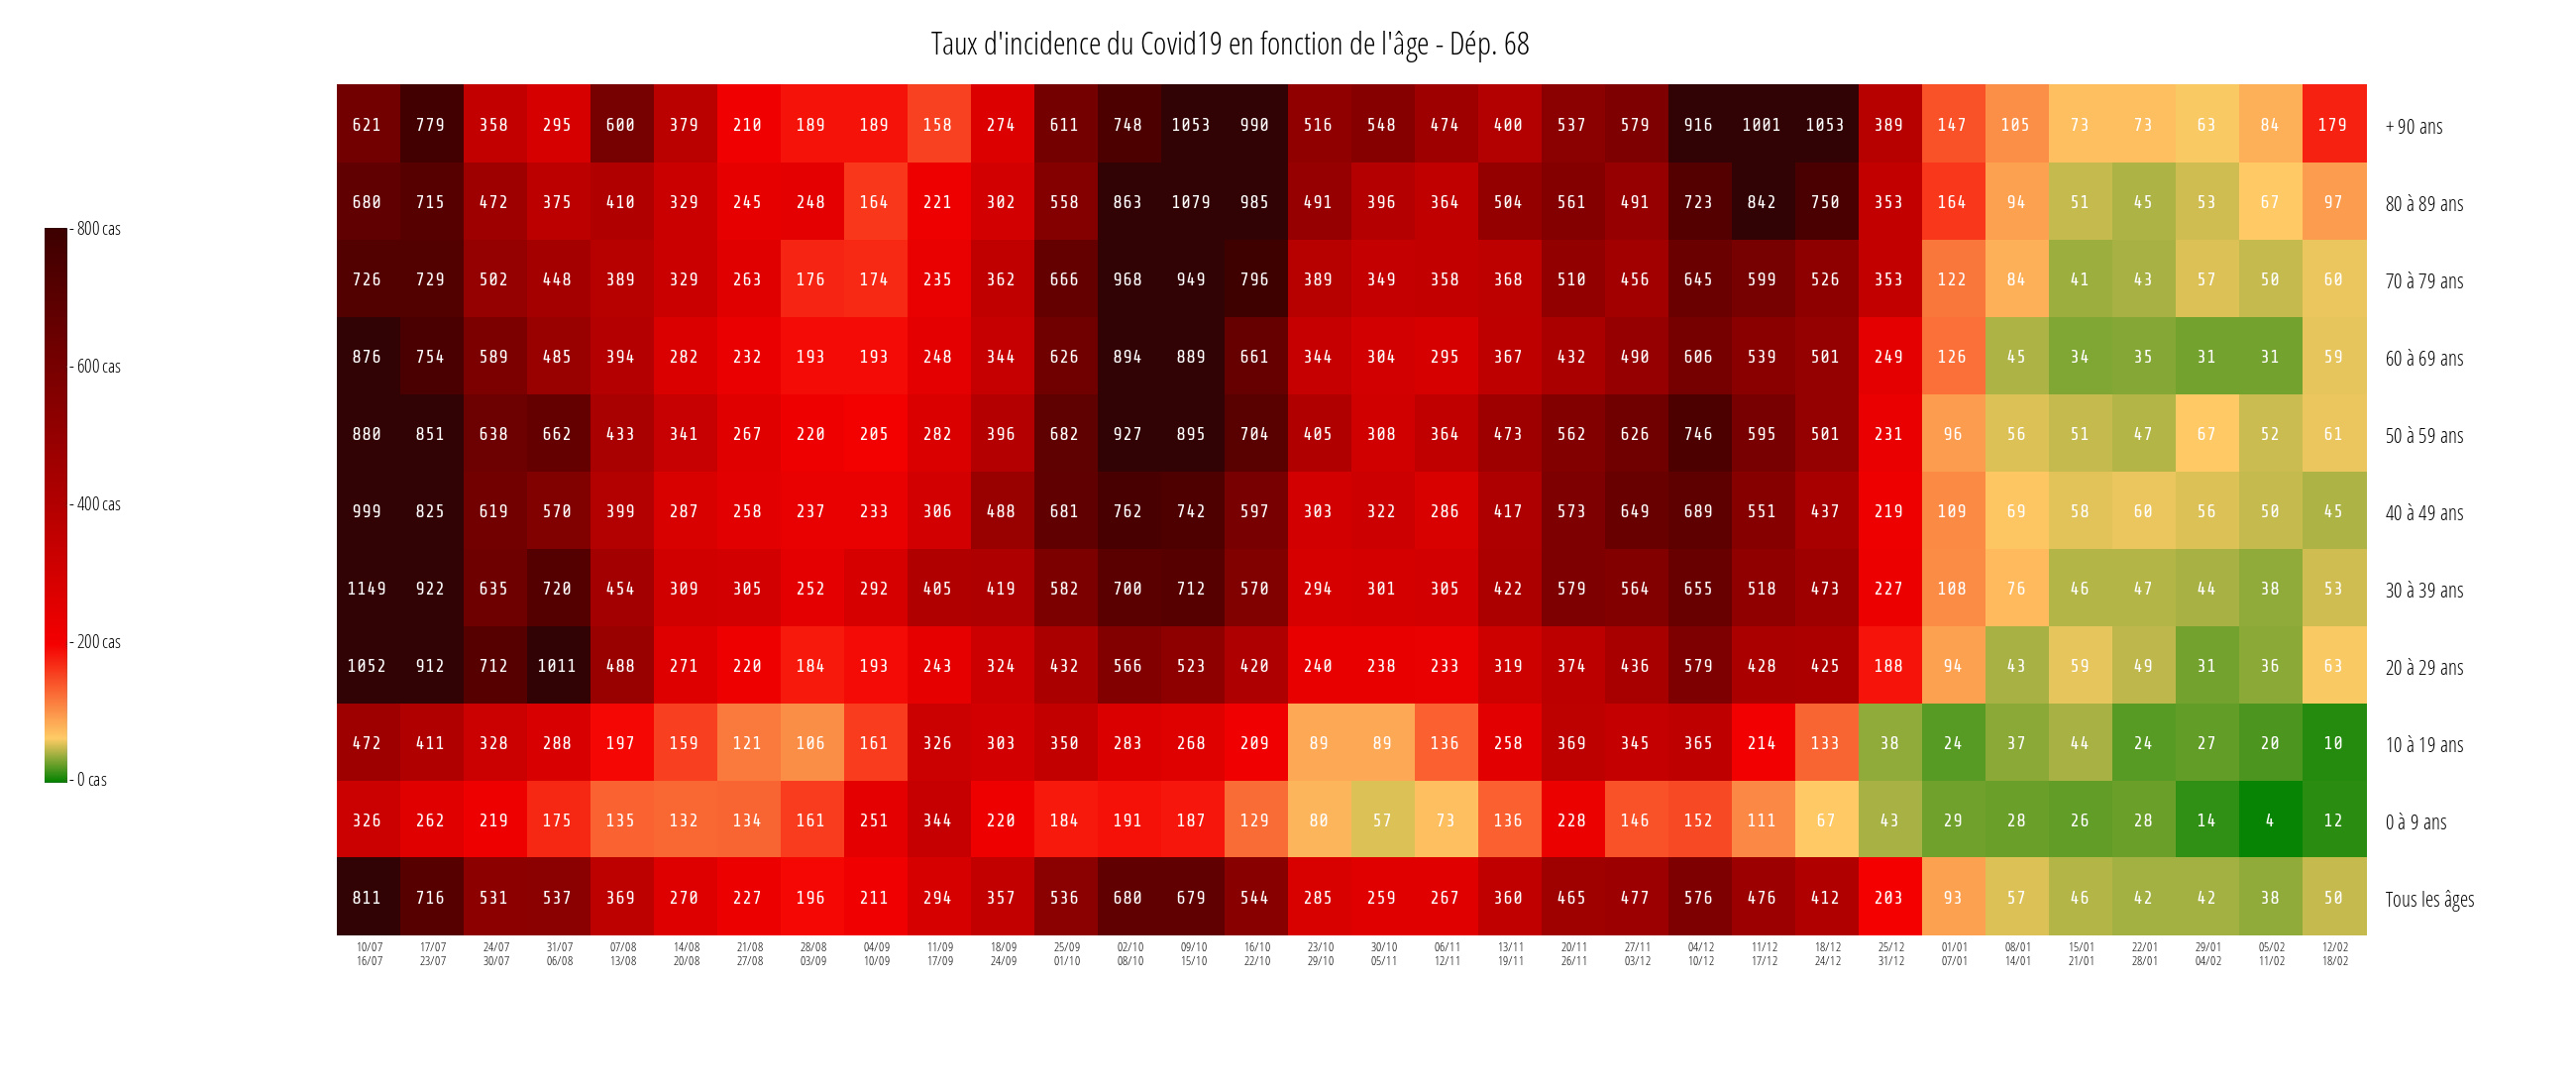 Taux d'incidence du Covid19 en fonction de l'âge - Dép. 68
621 779 358 295 600 379 210 189 189 158 274 611 748 1053 990 516 548 474 400 537 579 916 1001 1053 389 147 105 73 73 63 84 179 + 90 ans
680 715 472 375 410 329 245 248 164 221 302 558 863 1079 985 491 396 364 504 561 491 723 842 750 353 164 94 51 45 53 67 97 80 à 89 ans
- 800 cas
726 729 502 448 389 329 263 176 174 235 362 666 968 949 796 389 349 358 368 510 456 645 599 526 353 122 84 41 43 57 50 60 70 à 79 ans
876 754 589 485 394 282 232 193 193 248 344 626 894 889 661 344 304 295 367 432 490 606 539 501 249 126 45 34 35 31 31 59 60 à 69 ans
- 600 cas
880 851 638 662 433 341 267 220 205 282 396 682 927 895 704 405 308 364 473 562 626 746 595 501 231 96 56 51 47 67 52 61 50 à 59 ans
- 400 cas
999 825 619 570 399 287 258 237 233 306 488 681 762 742 597 303 322 286 417 573 649 689 551 437 219 109 69 58 60 56 50 45 40 à 49 ans
1149 922 635 720 454 309 305 252 292 405 419 582 700 712 570 294 301 305 422 579 564 655 518 473 227 108 76 46 47 44 38 53 30 à 39 ans
- 200 cas
1052 912 712 1011 488 271 220 184 193 243 324 432 566 523 420 240 238 233 319 374 436 579 428 425 188 94 43 59 49 31 36 63 20 à 29 ans
472 411 328 288 197 159 121 106 161 326 303 350 283 268 209 89 89 136 258 369 345 365 214 133 38 24 37 44 24 27 20 10 10 à 19 ans
- 0 cas
326 262 219 175 135 132 134 161 251 344 220 184 191 187 129 80 57 73 136 228 146 152 111 67 43 29 28 26 28 14 4 12 0 à 9 ans
811 716 531 537 369 270 227 196 211 294 357 536 680 679 544 285 259 267 360 465 477 576 476 412 203 93 57 46 42 42 38 50 Tous les âges
10/07 17/07 24/07 31/07 07/08 14/08 21/08 28/08 04/09 11/09 18/09 25/09 02/10 09/10 16/10 23/10 30/10 06/11 13/11 20/11 27/11 04/12 11/12 18/12 25/12 01/01 08/01 15/01 22/01 29/01 05/02 12/02
16/07 23/07 30/07 06/08 13/08 20/08 27/08 03/09 10/09 17/09 24/09 01/10 08/10 15/10 22/10 29/10 05/11 12/11 19/11 26/11 03/12 10/12 17/12 24/12 31/12 07/01 14/01 21/01 28/01 04/02 11/02 18/02